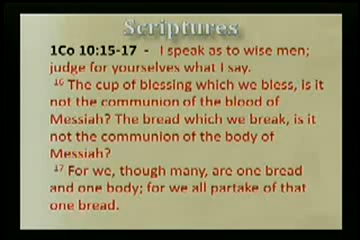 Scriptures
1Co 10:15-17 - I speak as to wise men;
judge for yourselves what I say.
16 The cup of blessing which we bless, is it
not the communion of the blood of
Messiah? The bread which we break, is it
not the communion of the body of
Messiah?
17 For we, though many, are one bread
and one body; for we all partake of that
one bread.